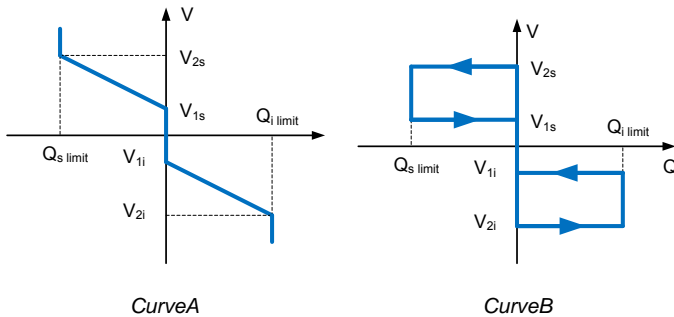 V
V2s
V1s
Qi limit
Qs limit
V1i
V2i
CurveA
V
V2s
V1s
Qi limit
Qs limit
V1i
Q
V2i
CurveB